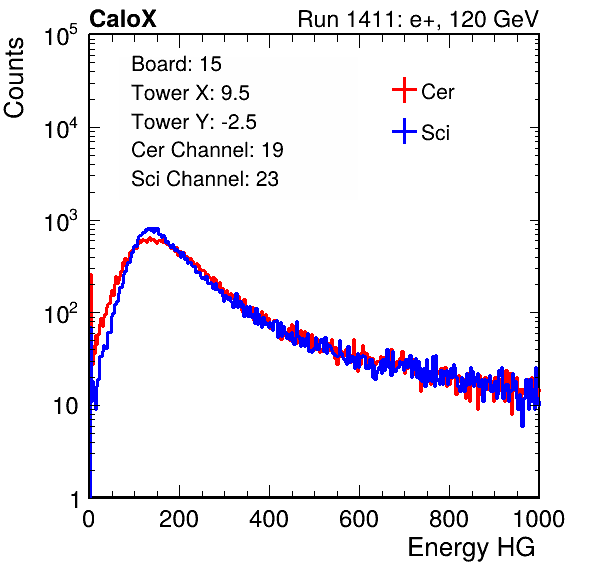 CaloX Run 1411: e+, 120 GeV
Board: 15
Tower X: 9.5
Tower Y: -2.5
Cer Channel: 19
Sci Channel: 23
Cer
Sci
Counts
10^5
10^4
10^3
10^2
10
1
0 200 400 600 800 1000
Energy HG